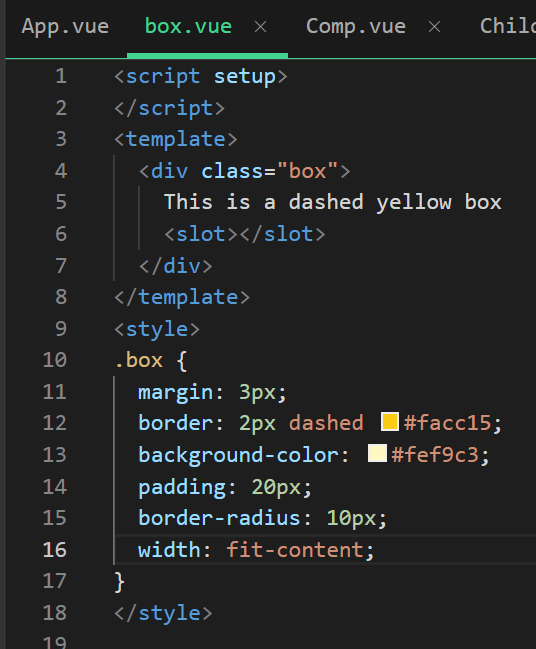 App.vue box.vue × Comp.vue × Child
1 <script setup>
2 </script>
3 <template>
4 <div class="box">
5 This is a dashed yellow box
6 <slot></slot>
7 </div>
8 </template>
9 <style>
10 .box {
11 margin: 3px;
12 border: 2px dashed #facc15;
13 background-color: #fef9c3;
14 padding: 20px;
15 border-radius: 10px;
16 width: fit-content;
17 }
18 </style>
19